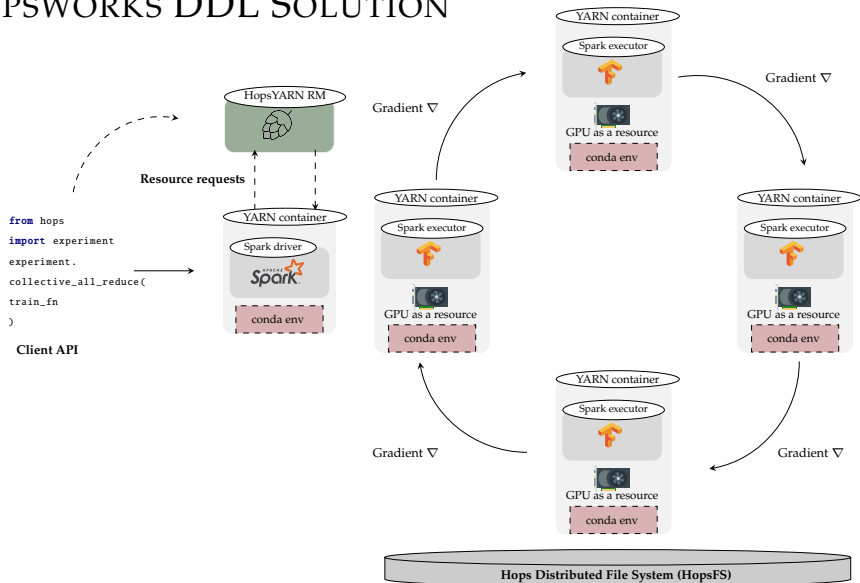 PSWORKS DDL SOLUTION
HopsYARN RM
Resource requests
from hops
import experiment
experiment.
collective_all_reduce(
train_fn
)
Client API
YARN container
Spark driver
APACHE
Spark
conda env
YARN container
Spark executor
GPU as a resource
conda env
Gradient ∇
YARN container
Spark executor
GPU as a resource
conda env
Gradient ∇
YARN container
Spark executor
GPU as a resource
conda env
Gradient ∇
YARN container
Spark executor
GPU as a resource
conda env
Gradient ∇
Hops Distributed File System (HopsFS)